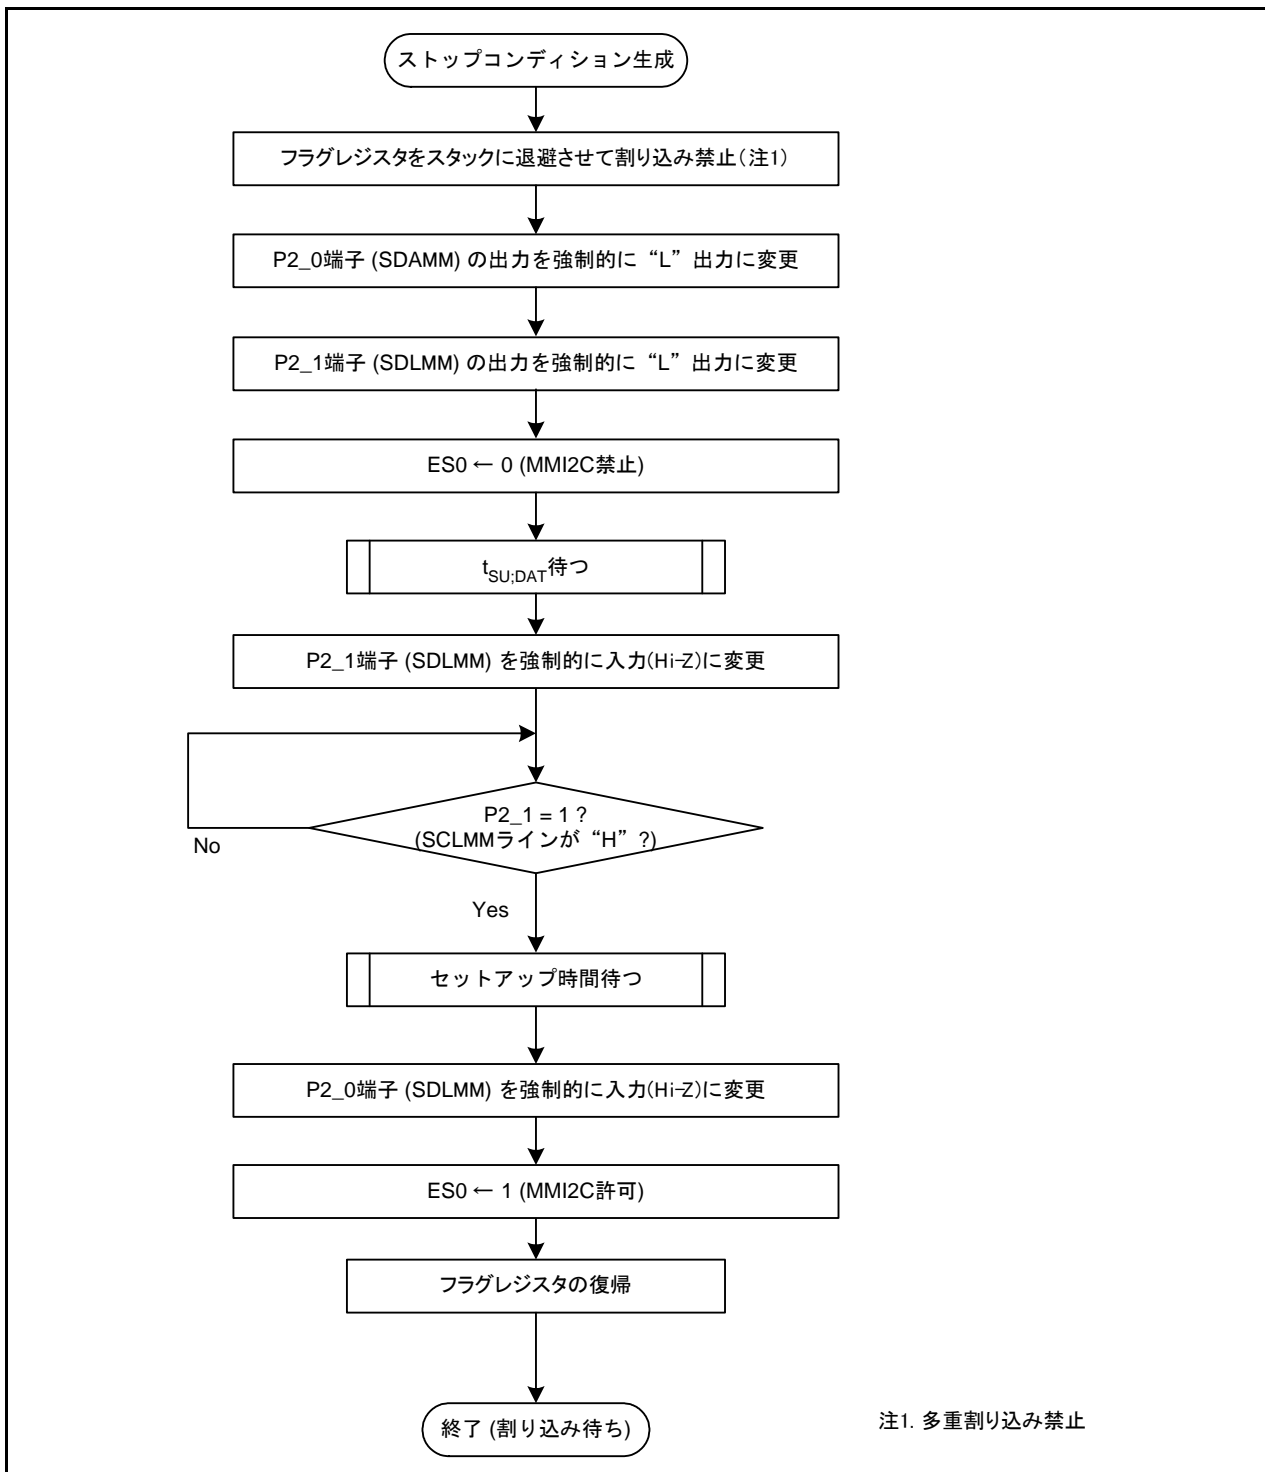 ストップコンディション生成
フラグレジスタをスタックに退避させて割り込み禁止(注1)
P2_0端子 (SDAMM) の出力を強制的に“L”出力に変更
P2_1端子 (SDLMM) の出力を強制的に“L”出力に変更
ES0 ← 0 (MMI2C禁止)
tSU;DAT待つ
P2_1端子 (SDLMM) を強制的に入力(Hi-Z)に変更
P2_1 = 1 ?
(SCLMMラインが“H”?)
No
Yes
セットアップ時間待つ
P2_0端子 (SDLMM) を強制的に入力(Hi-Z)に変更
ES0 ← 1 (MMI2C許可)
フラグレジスタの復帰
終了 (割り込み待ち)
注1. 多重割り込み禁止